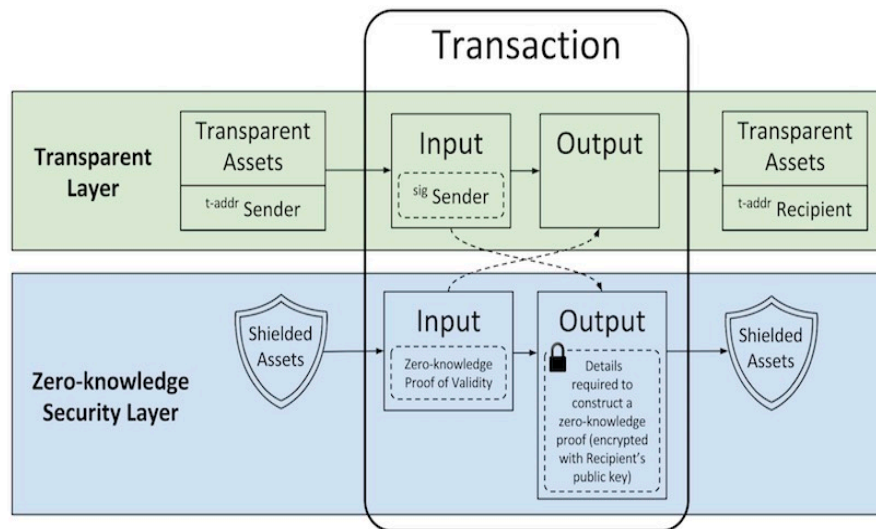 Transaction
Transparent
Layer
Transparent
Assets
t-addr Sender
Input
sig Sender
Output
Transparent
Assets
t-addr Recipient
Zero-knowledge
Security Layer
Shielded
Assets
Input
Zero-knowledge
Proof of Validity
Output
Details
required to
construct a
zero-knowledge
proof (encrypted
with Recipient's
public key)
Shielded
Assets